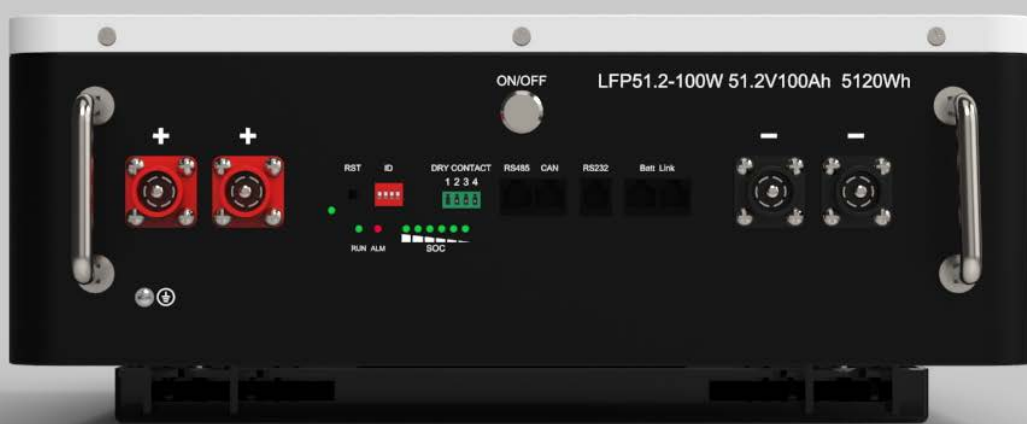 ON/OFF
LFP51.2-100W 51.2V100Ah 5120Wh
+ + - -
RST ID DRY CONTACT RS485 CAN RS232 Batt Link
1 2 3 4
RUN ALM SOC